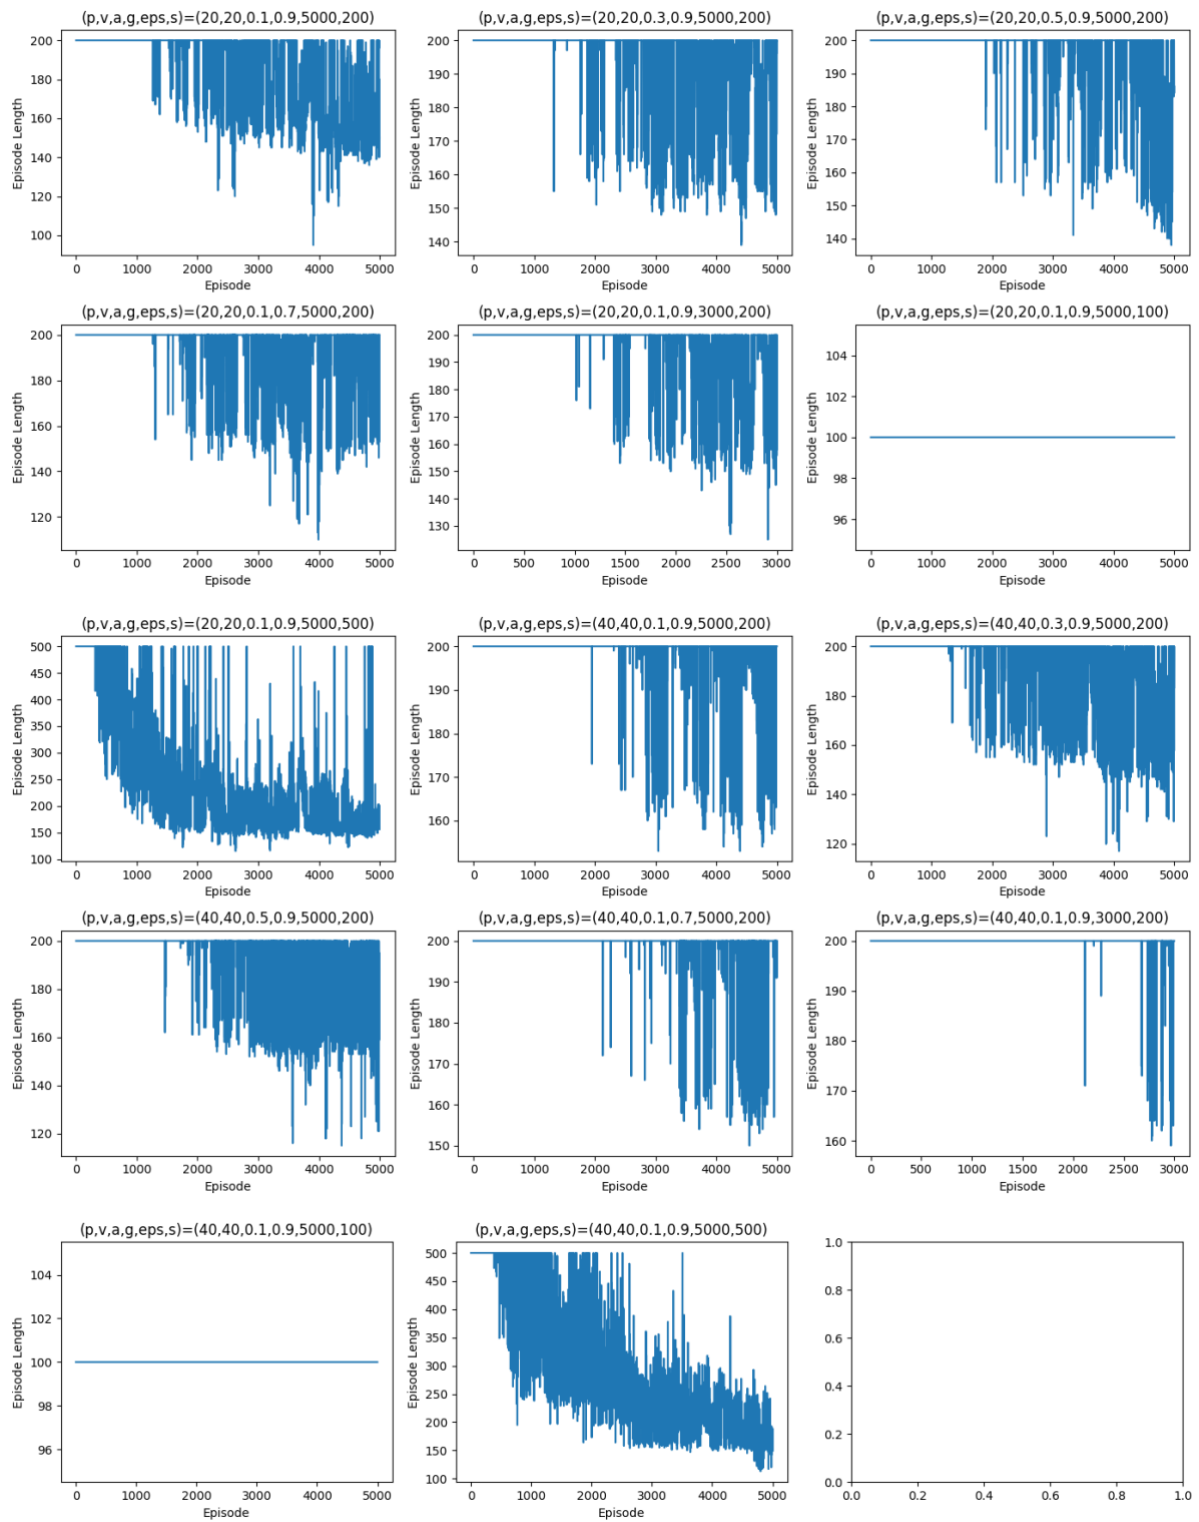 (p,v,a,g,eps,s)=(20,20,0.1,0.9,5000,200)
200
180
160
140
120
100
Episode Length
0 1000 2000 3000 4000 5000
Episode
(p,v,a,g,eps,s)=(20,20,0.3,0.9,5000,200)
200
190
180
170
160
150
140
Episode Length
0 1000 2000 3000 4000 5000
Episode
(p,v,a,g,eps,s)=(20,20,0.5,0.9,5000,200)
200
190
180
170
160
150
140
Episode Length
0 1000 2000 3000 4000 5000
Episode
(p,v,a,g,eps,s)=(20,20,0.1,0.7,5000,200)
200
180
160
140
120
Episode Length
0 1000 2000 3000 4000 5000
Episode
(p,v,a,g,eps,s)=(20,20,0.1,0.9,3000,200)
200
190
180
170
160
150
140
130
Episode Length
0 500 1000 1500 2000 2500 3000
Episode
(p,v,a,g,eps,s)=(20,20,0.1,0.9,5000,100)
104
102
100
98
96
Episode Length
0 1000 2000 3000 4000 5000
Episode
(p,v,a,g,eps,s)=(20,20,0.1,0.9,5000,500)
500
450
400
350
300
250
200
150
100
Episode Length
0 1000 2000 3000 4000 5000
Episode
(p,v,a,g,eps,s)=(40,40,0.1,0.9,5000,200)
200
190
180
170
160
Episode Length
0 1000 2000 3000 4000 5000
Episode
(p,v,a,g,eps,s)=(40,40,0.3,0.9,5000,200)
200
180
160
140
120
Episode Length
0 1000 2000 3000 4000 5000
Episode
(p,v,a,g,eps,s)=(40,40,0.5,0.9,5000,200)
200
180
160
140
120
Episode Length
0 1000 2000 3000 4000 5000
Episode
(p,v,a,g,eps,s)=(40,40,0.1,0.7,5000,200)
200
190
180
170
160
150
Episode Length
0 1000 2000 3000 4000 5000
Episode
(p,v,a,g,eps,s)=(40,40,0.1,0.9,3000,200)
200
190
180
170
160
Episode Length
0 500 1000 1500 2000 2500 3000
Episode
(p,v,a,g,eps,s)=(40,40,0.1,0.9,5000,100)
104
102
100
98
96
Episode Length
0 1000 2000 3000 4000 5000
Episode
(p,v,a,g,eps,s)=(40,40,0.1,0.9,5000,500)
500
450
400
350
300
250
200
150
100
Episode Length
0 1000 2000 3000 4000 5000
Episode
1.0
0.8
0.6
0.4
0.2
0.0
0.0 0.2 0.4 0.6 0.8 1.0